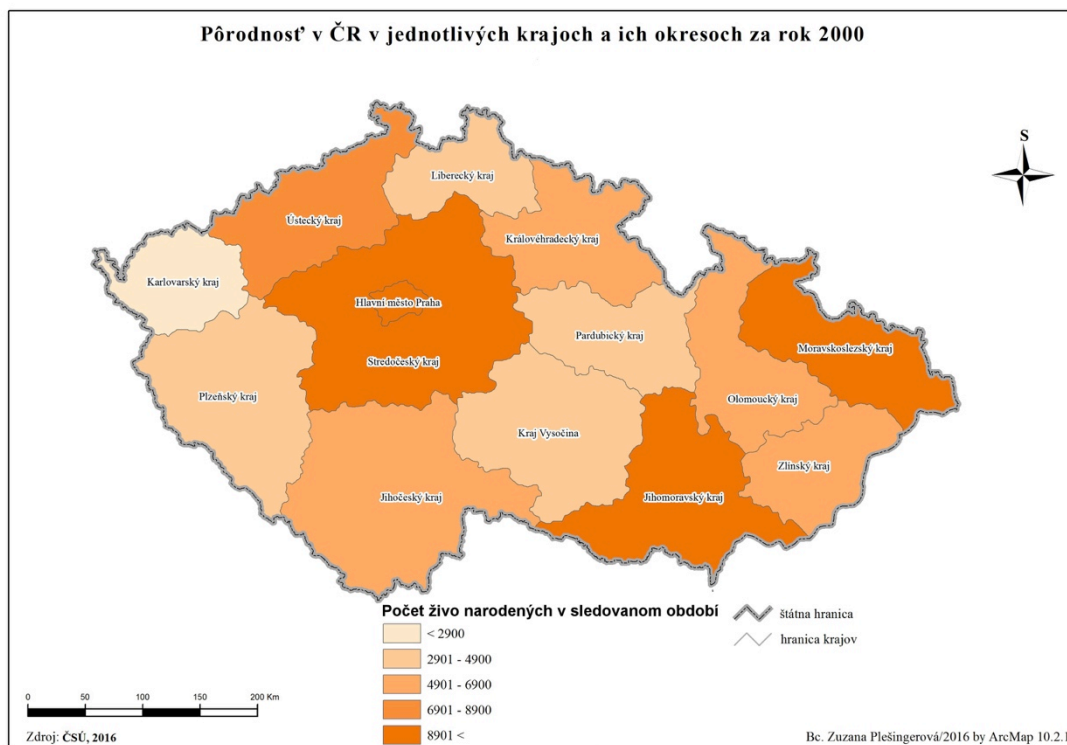 Pôrodnosť v ČR v jednotlivých krajoch a ich okresoch za rok 2000
S
Liberecký kraj
Ústecký kraj
Královéhradecký kraj
Karlovarský kraj
Hlavní město Praha
Pardubický kraj
Moravskoslezský kraj
Stredočeský kraj
Plzeňský kraj
Olomoucký kraj
Kraj Vysočina
Zlínský kraj
Jihočeský kraj
Jihomoravský kraj
Počet živo narodených v sledovanom období
< 2900
2901 - 4900
4901 - 6900
6901 - 8900
8901 <
štátna hranica
hranica krajov
0 50 100 150 200 Km
Zdroj: ČSÚ, 2016
Bc. Zuzana Plešingerová/2016 by ArcMap 10.2.1